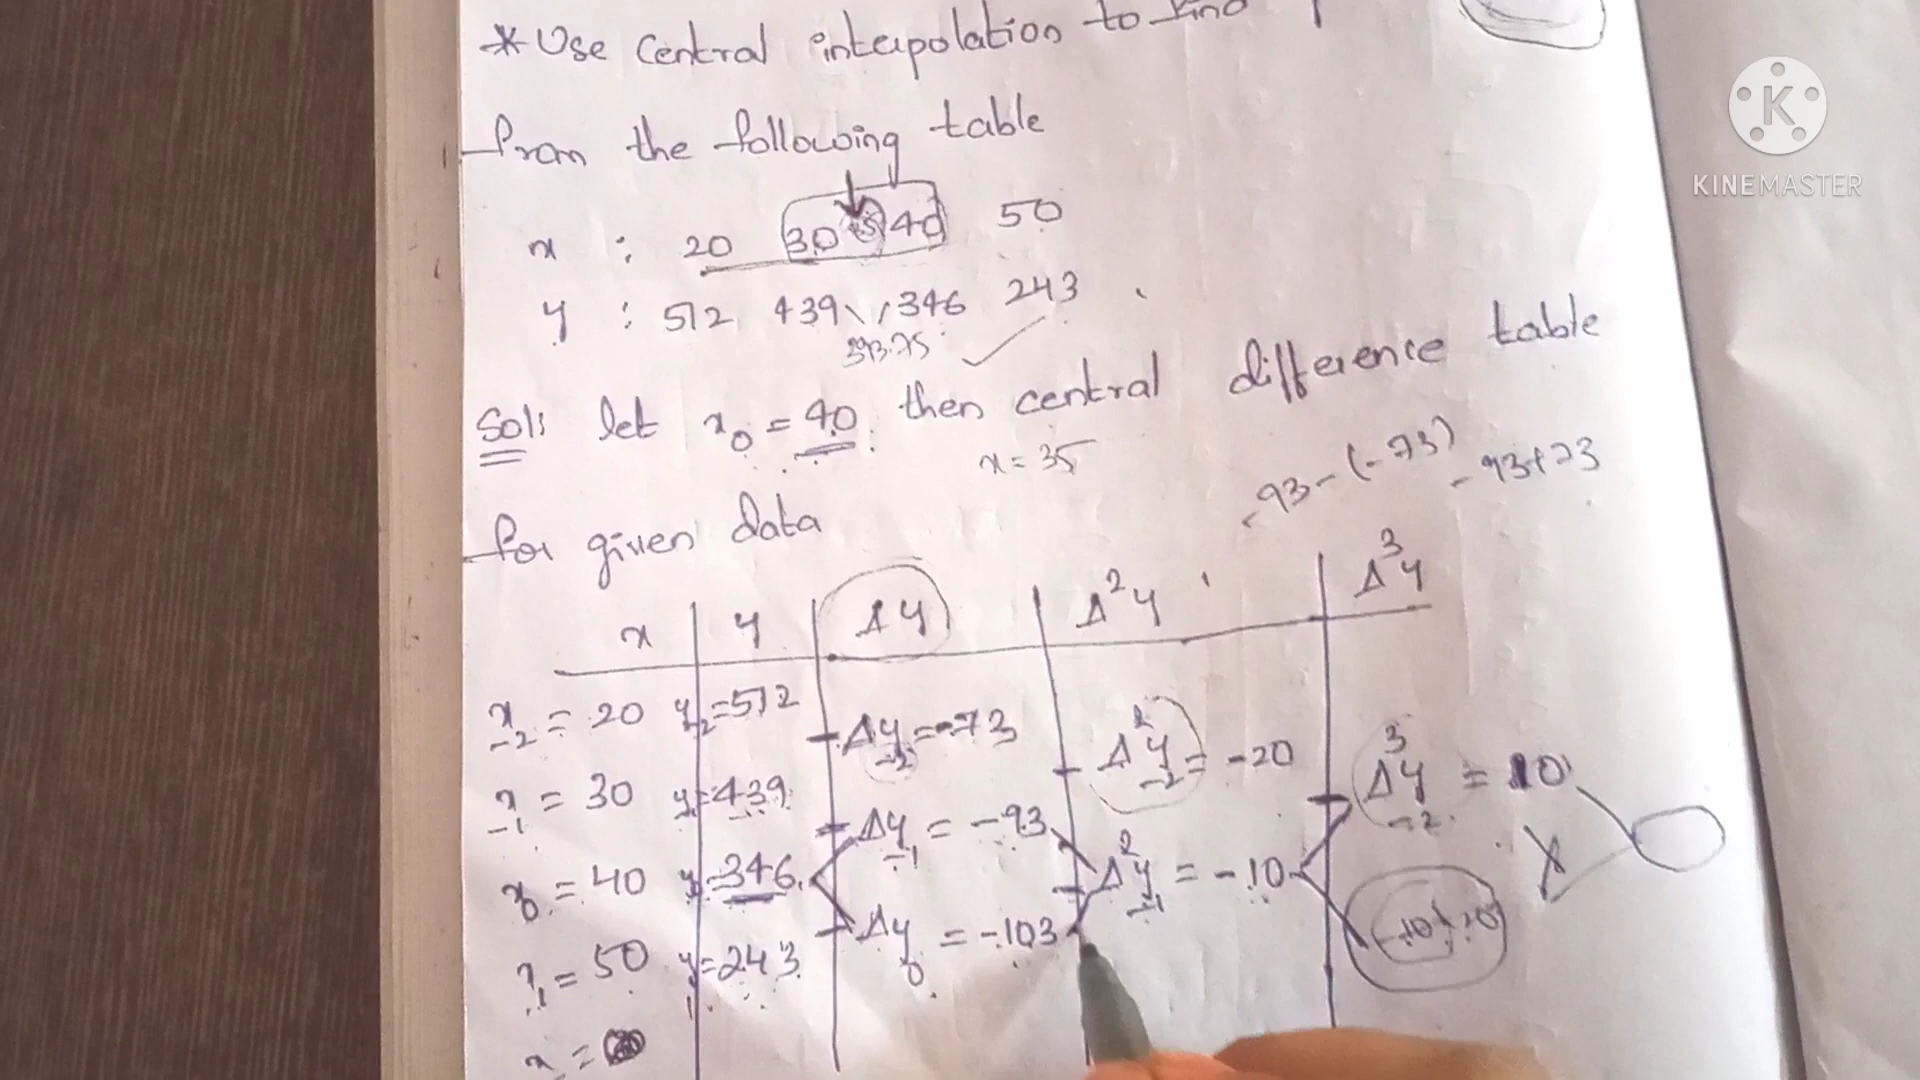 * Use Central interpolation to find
from the following table
x : 20 30 35 40 50
y : 512 439 346 243
393.75
Sol: let x₀ = 40. then central difference table
x = 35
-93-(-73) -93+73
for given data
x y Δy Δ²y Δ³y
x₋₂ = 20 y₋₂=512
Δy₋₂=-73
Δ²y₋₂ = -20
x₋₁ = 30 y₋₁=439
Δ³y₋₂ = 10
Δy₋₁ = -93
x₀ = 40 y₀=346
Δ²y₋₁ = -10
Δy₀ = -103
-10+20
x₁ = 50 y₁=243
x =
KINEMASTER